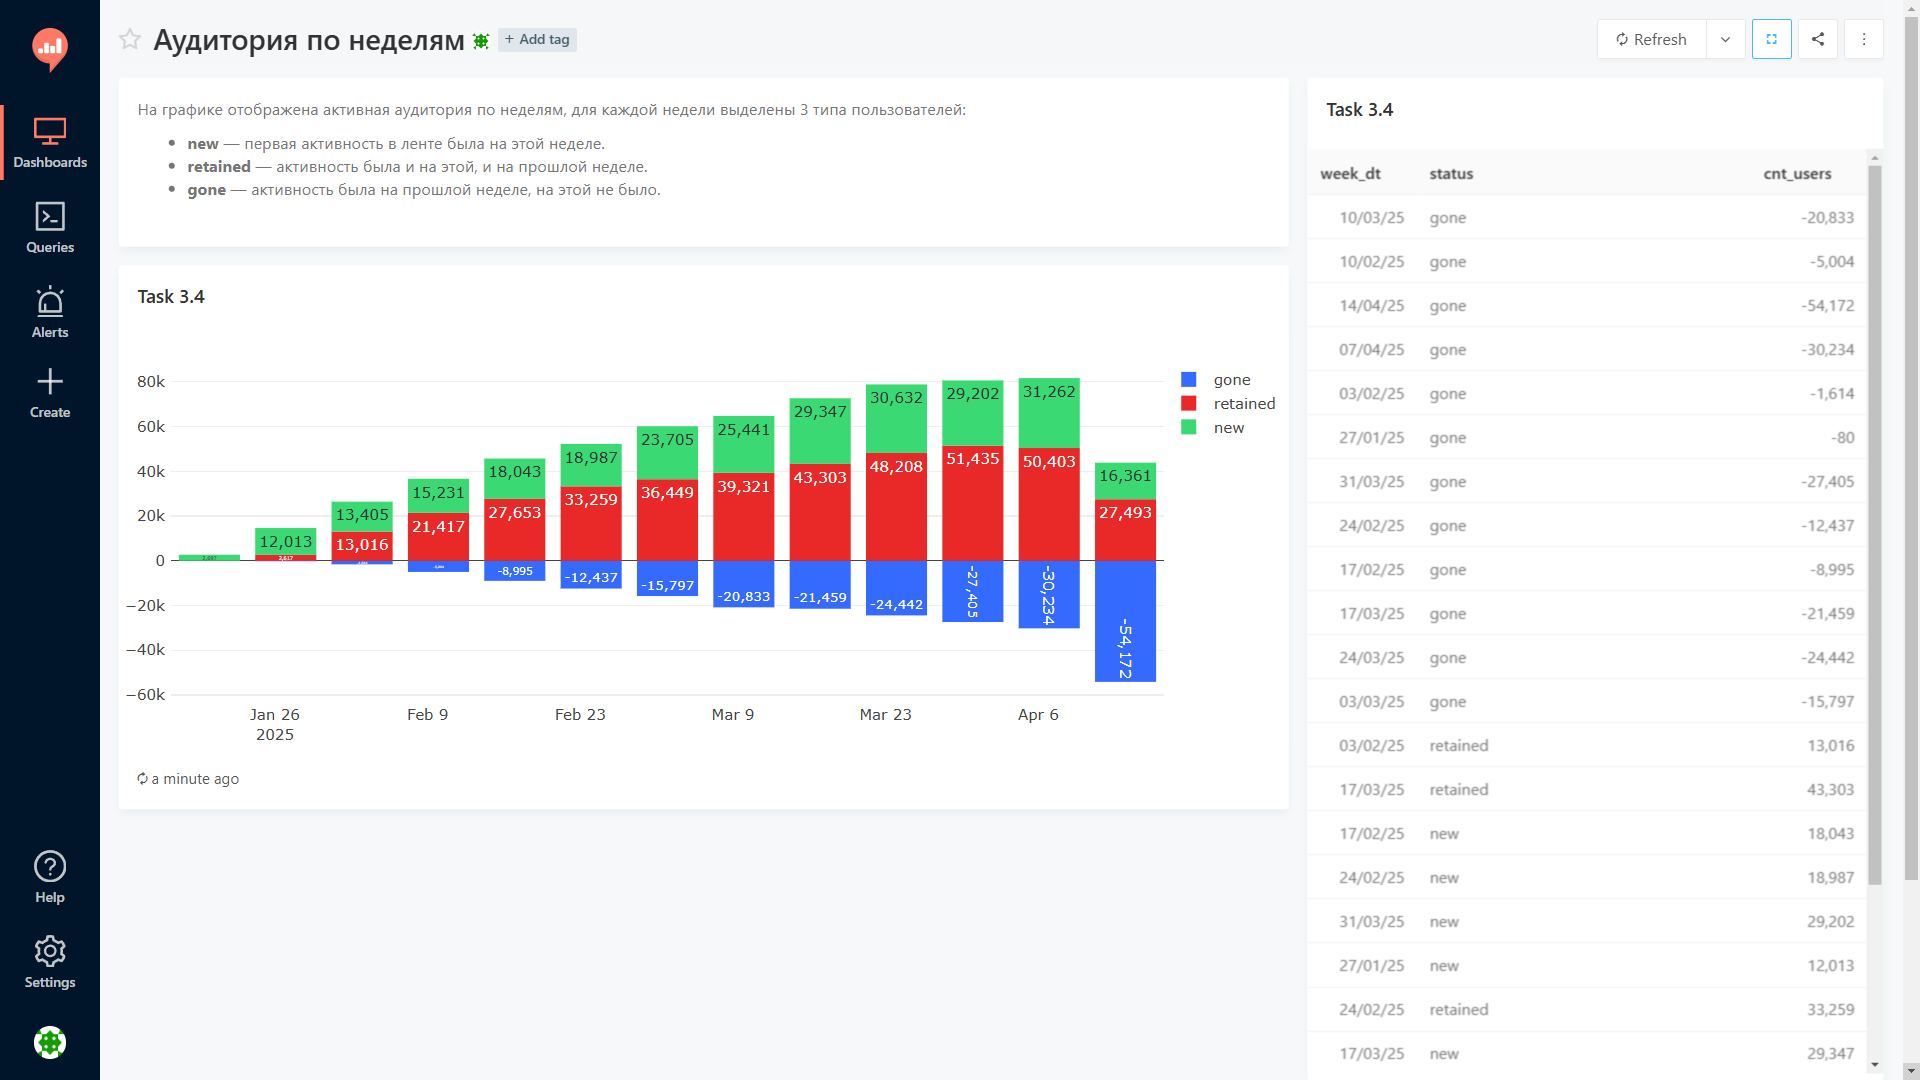 Аудитория по неделям
+ Add tag
Refresh
Dashboards
Queries
Alerts
Create
Help
Settings
На графике отображена активная аудитория по неделям, для каждой недели выделены 3 типа пользователей:
• new — первая активность в ленте была на этой неделе.
• retained — активность была и на этой, и на прошлой неделе.
• gone — активность была на прошлой неделе, на этой не было.
Task 3.4
80k
60k
40k
20k
0
−20k
−40k
−60k
12,013
13,405
13,016
15,231
21,417
18,043
27,653
-8,995
18,987
33,259
-12,437
23,705
36,449
-15,797
25,441
39,321
-20,833
29,347
43,303
-21,459
30,632
48,208
-24,442
29,202
51,435
-27,405
31,262
50,403
-30,234
16,361
27,493
-54,172
Jan 26
2025
Feb 9
Feb 23
Mar 9
Mar 23
Apr 6
gone
retained
new
a minute ago
Task 3.4
week_dt status cnt_users
10/03/25 gone -20,833
10/02/25 gone -5,004
14/04/25 gone -54,172
07/04/25 gone -30,234
03/02/25 gone -1,614
27/01/25 gone -80
31/03/25 gone -27,405
24/02/25 gone -12,437
17/02/25 gone -8,995
17/03/25 gone -21,459
24/03/25 gone -24,442
03/03/25 gone -15,797
03/02/25 retained 13,016
17/03/25 retained 43,303
17/02/25 new 18,043
24/02/25 new 18,987
31/03/25 new 29,202
27/01/25 new 12,013
24/02/25 retained 33,259
17/03/25 new 29,347